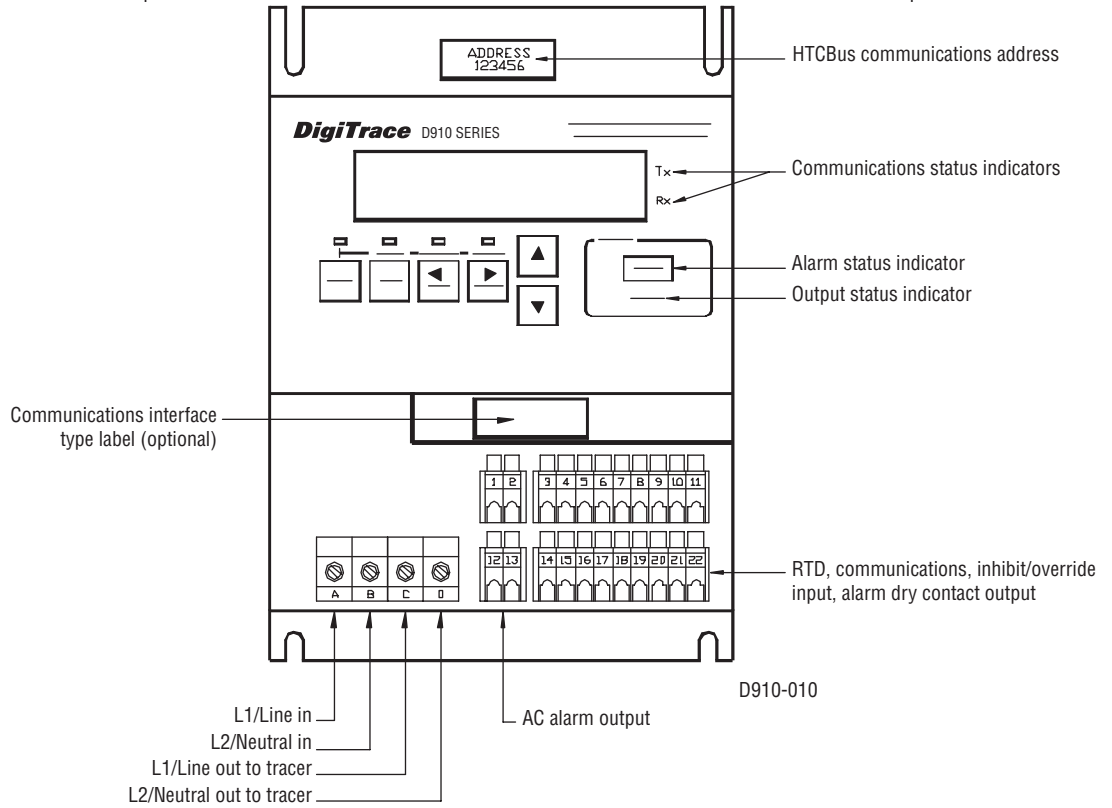 ADDRESS
123456
HTCBus communications address
DigiTrace D910 SERIES
Tx
Communications status indicators
Rx
Alarm status indicator
Output status indicator
Communications interface
type label (optional)
1 2 3 4 5 6 7 8 9 10 11
12 13 14 15 16 17 18 19 20 21 22
RTD, communications, inhibit/override
input, alarm dry contact output
A B C D
D910-010
L1/Line in
AC alarm output
L2/Neutral in
L1/Line out to tracer
L2/Neutral out to tracer